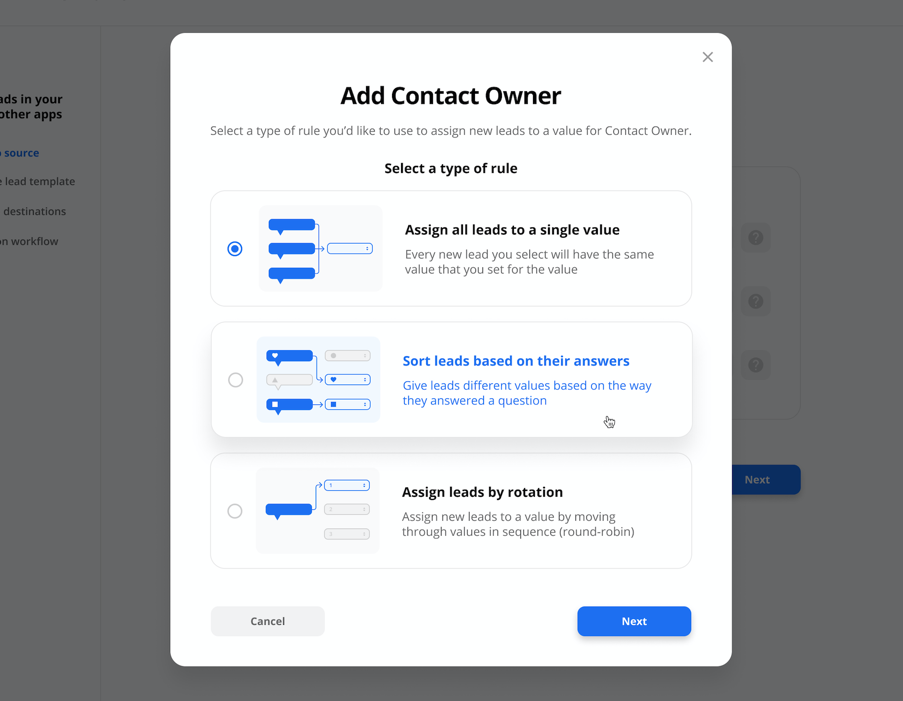 ads in your
other apps
source
lead template
destinations
on workflow
Add Contact Owner
Select a type of rule you’d like to use to assign new leads to a value for Contact Owner.
Select a type of rule
Assign all leads to a single value
Every new lead you select will have the same
value that you set for the value
Sort leads based on their answers
Give leads different values based on the way
they answered a question
1
2
3
Assign leads by rotation
Assign new leads to a value by moving
through values in sequence (round-robin)
Cancel
Next
?
?
?
Next